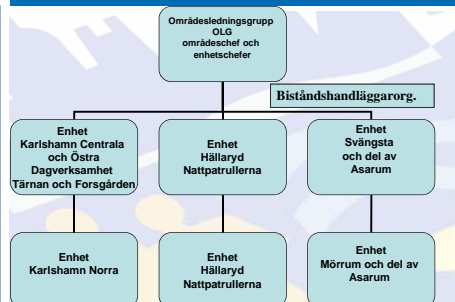 Områdesledningsgrupp
OLG
områdeschef och
enhetschefer
Biståndshandläggarorg.
Enhet
Karlshamn Centrala
och Östra
Dagverksamhet
Tärnan och Forsgården
Enhet
Hällaryd
Nattpatrullerna
Enhet
Svängsta
och del av
Asarum
Enhet
Karlshamn Norra
Enhet
Hällaryd
Nattpatrullerna
Enhet
Mörrum och del av
Asarum